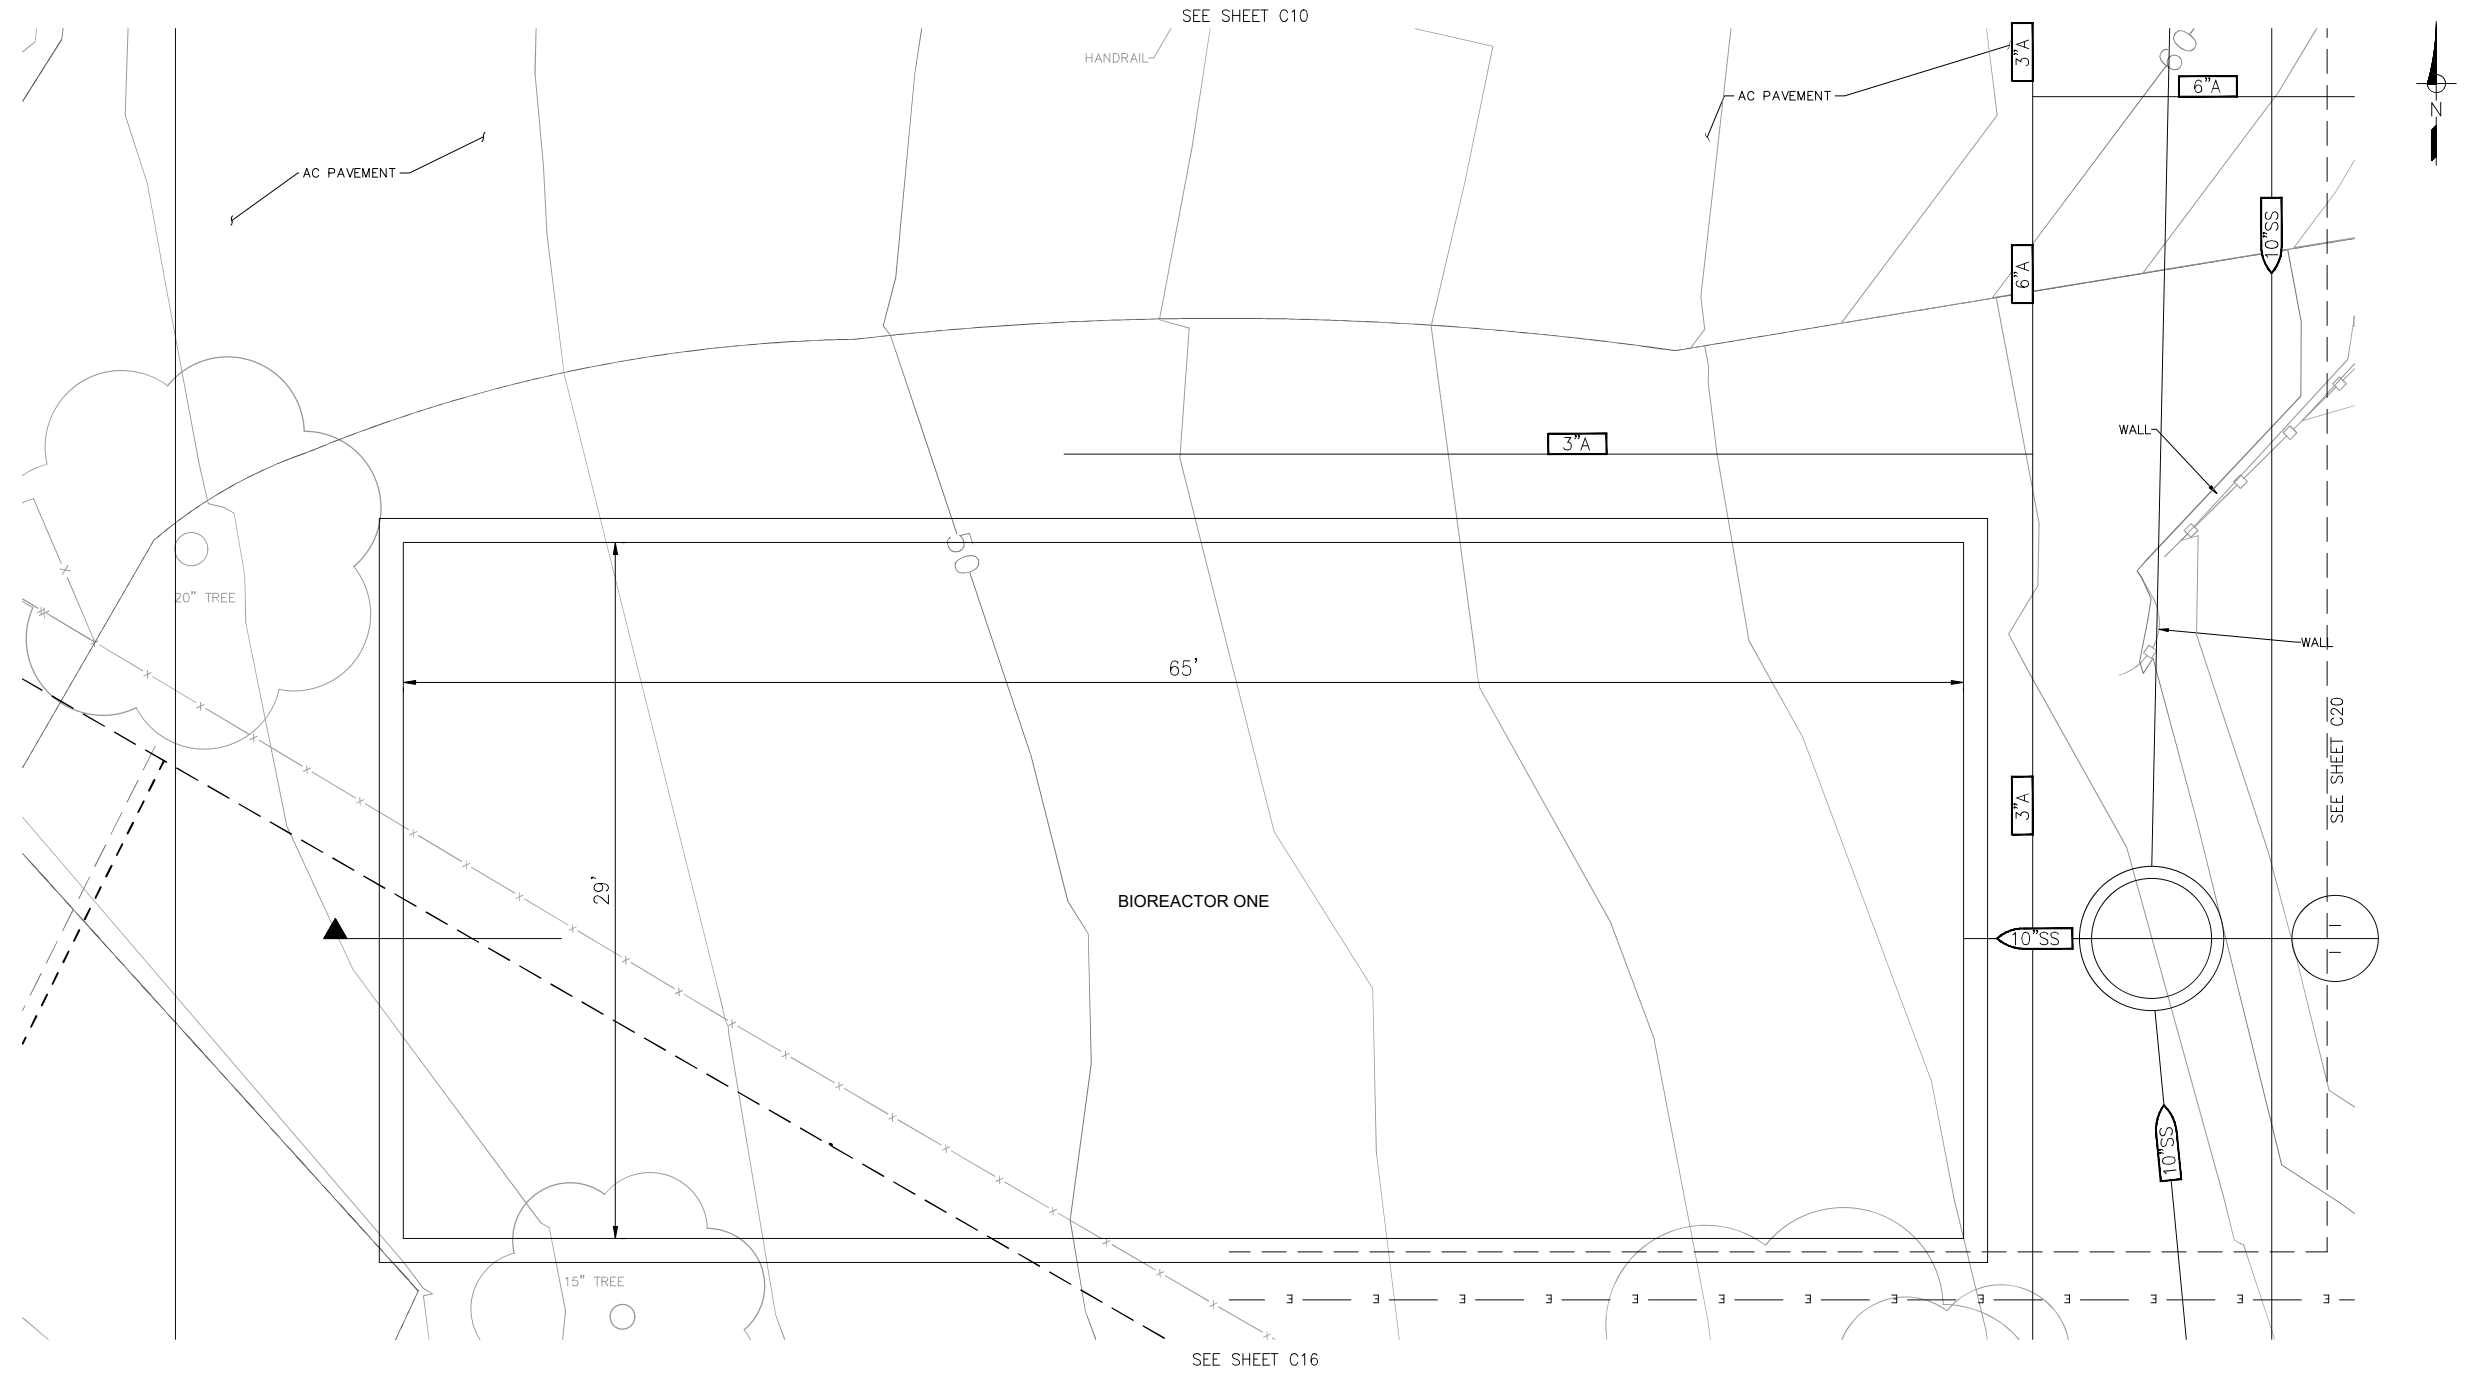 SEE SHEET C10
HANDRAIL
3"A
60
6"A
AC PAVEMENT
N
AC PAVEMENT
10"SS
6"A
WALL
3"A
50
20" TREE
WALL
65'
SEE SHEET C20
3"A
29'
BIOREACTOR ONE
10"SS
10"SS
15" TREE
E E E E E E E E E E E E E
SEE SHEET C16